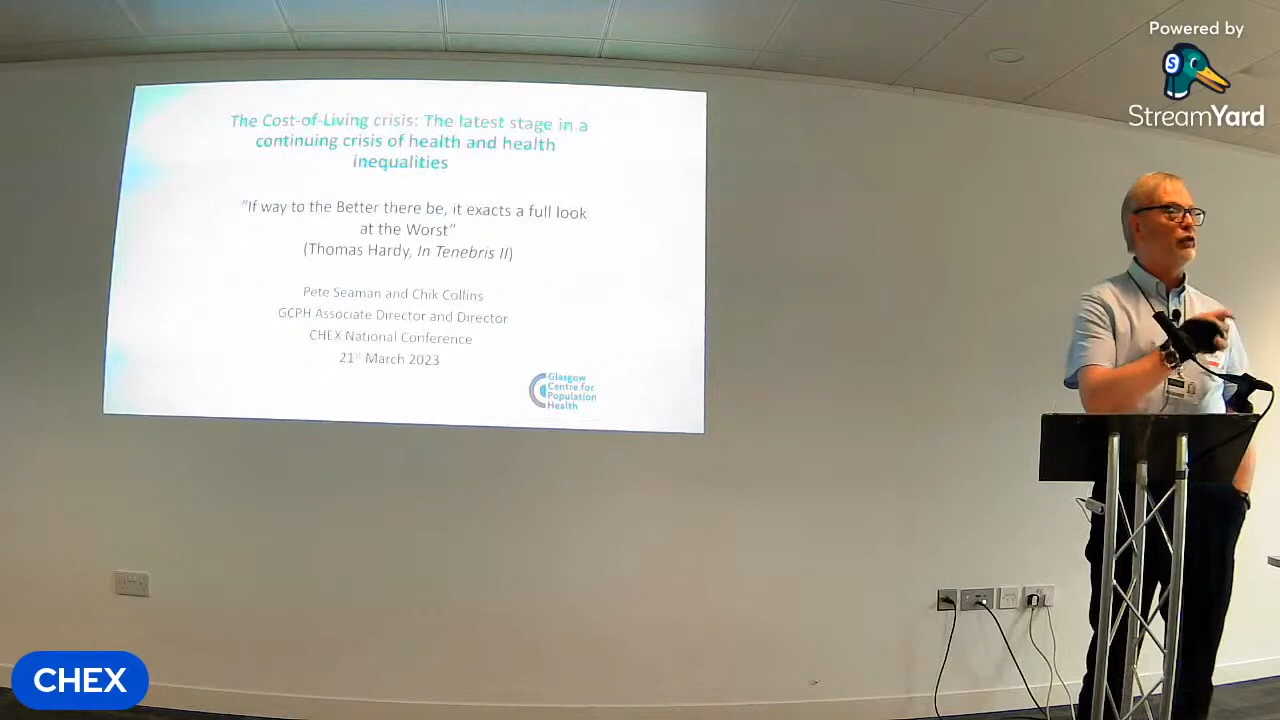 Powered by
StreamYard
The Cost-of-Living crisis: The latest stage in a
continuing crisis of health and health
inequalities
“If way to the Better there be, it exacts a full look
at the Worst”
(Thomas Hardy, In Tenebris II)
Pete Seaman and Chik Collins
GCPH Associate Director and Director
CHEX National Conference
21st March 2023
Glasgow
Centre for
Population
Health
CHEX